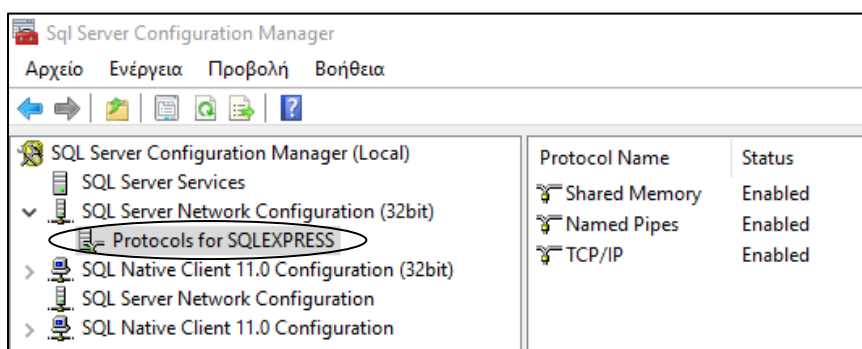 Sql Server Configuration Manager
Αρχείο Ενέργεια Προβολή Βοήθεια
SQL Server Configuration Manager (Local)
SQL Server Services
SQL Server Network Configuration (32bit)
Protocols for SQLEXPRESS
SQL Native Client 11.0 Configuration (32bit)
SQL Server Network Configuration
SQL Native Client 11.0 Configuration
Protocol Name Status
Shared Memory Enabled
Named Pipes Enabled
TCP/IP Enabled